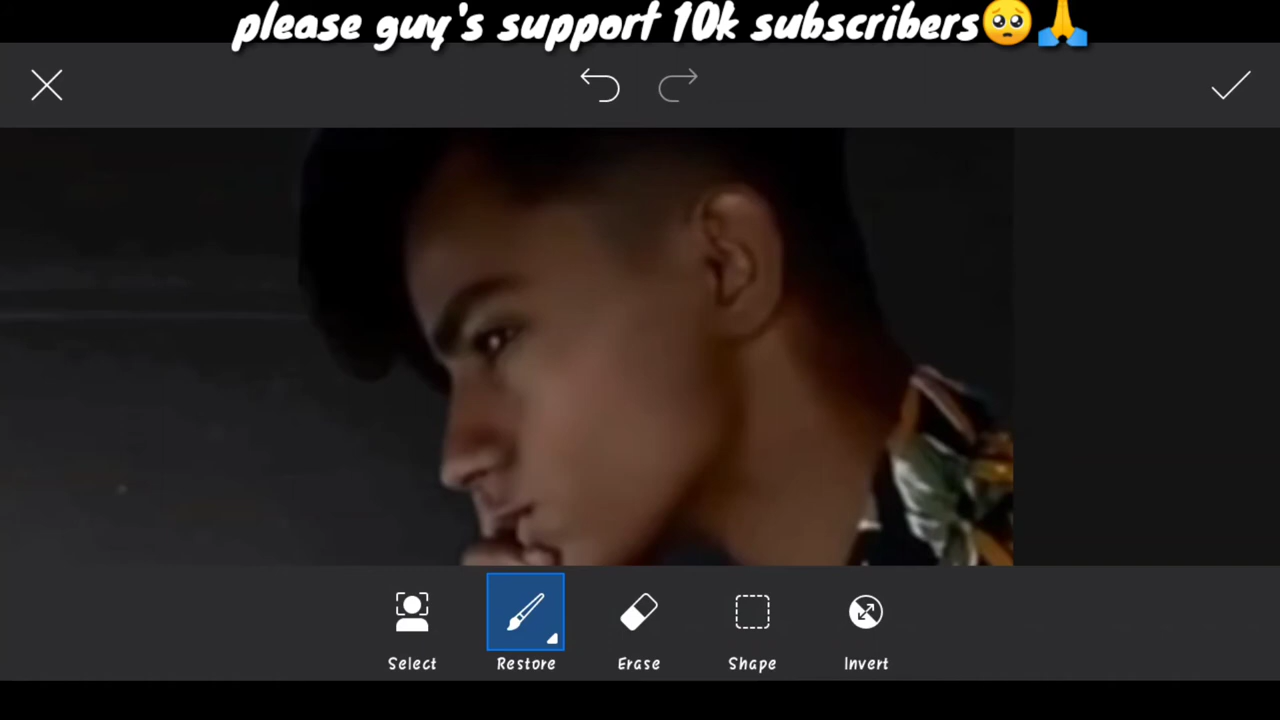 please guy's support 10k subscribers🥺🙏
Select
Restore
Erase
Shape
Invert